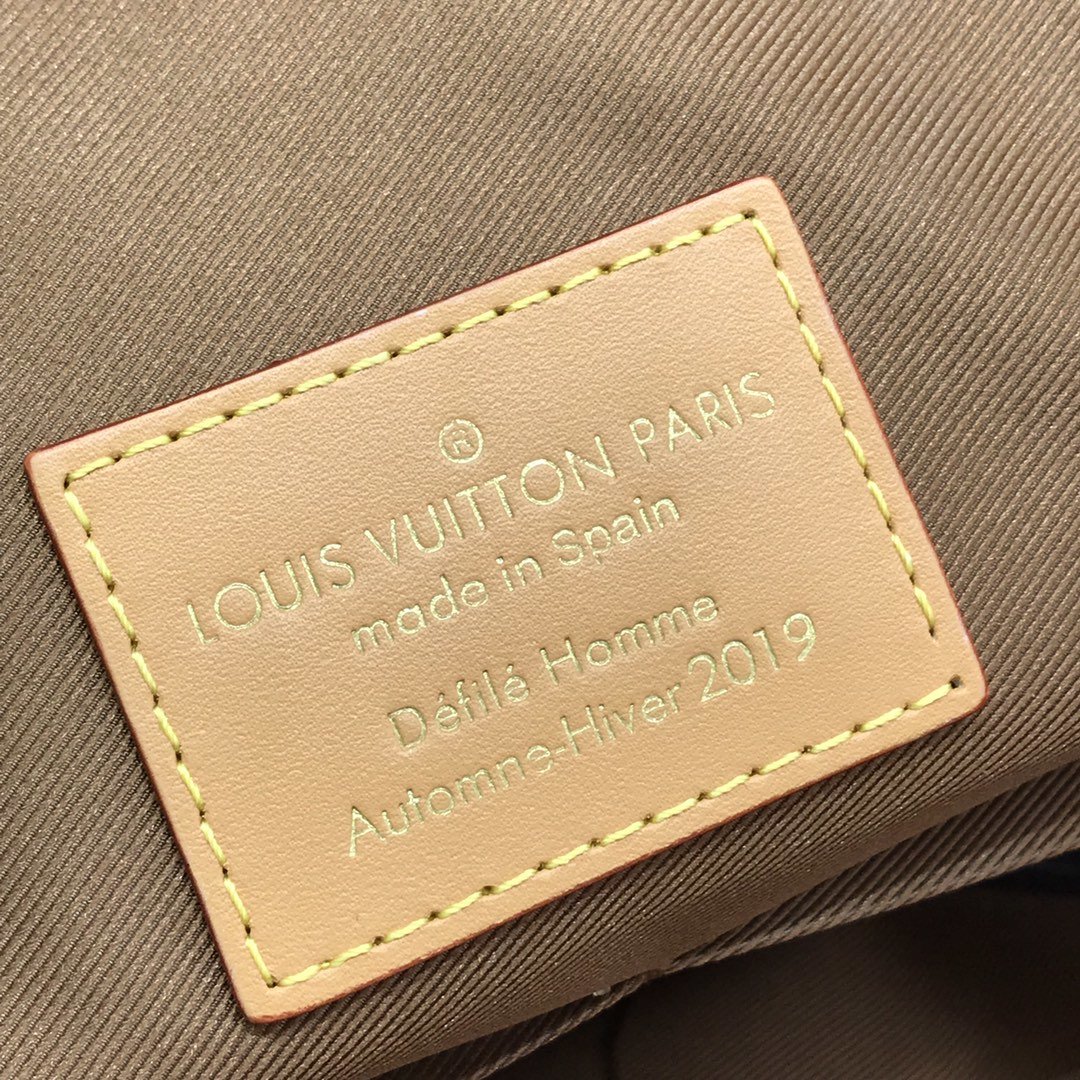 ®
LOUIS VUITTON PARIS
made in Spain
Défilé Homme
Automne-Hiver 2019